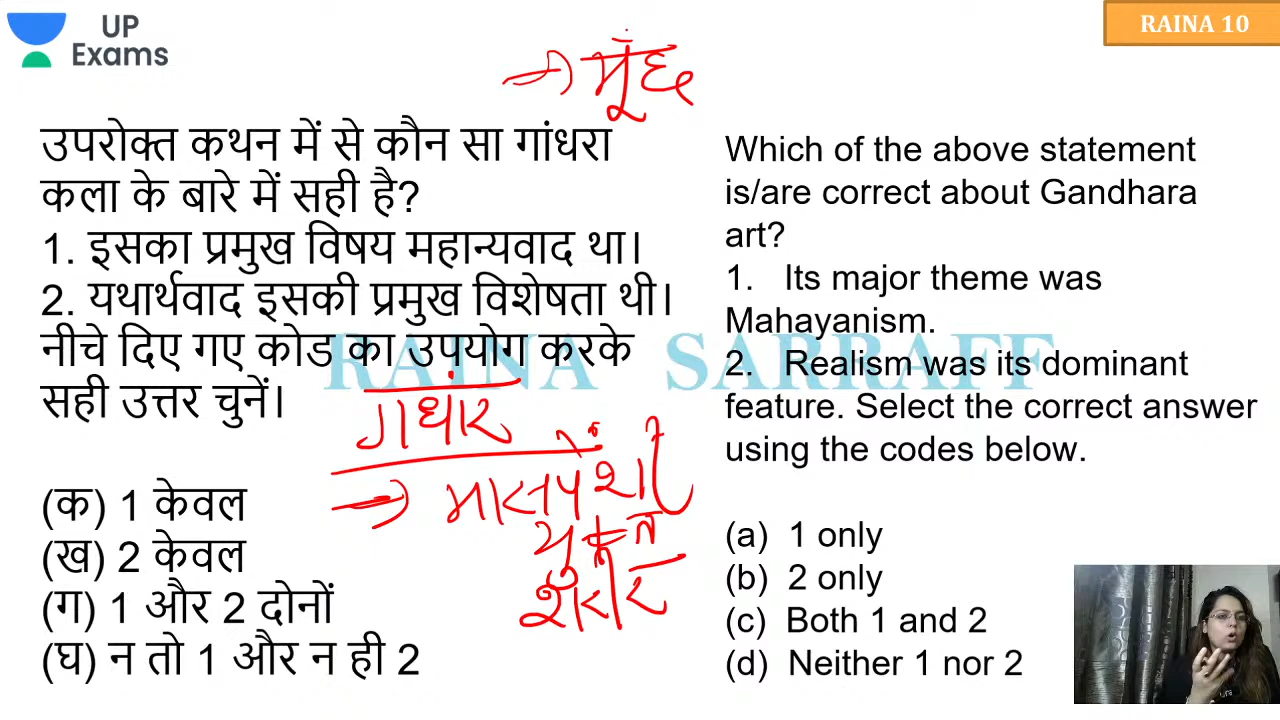 UP
Exams
RAINA 10
मूंछ
उपरोक्त कथन में से कौन सा गांधरा
कला के बारे में सही है?
1. इसका प्रमुख विषय महान्यवाद था।
2. यथार्थवाद इसकी प्रमुख विशेषता थी।
नीचे दिए गए कोड का उपयोग करके
सही उत्तर चुनें।
(क) 1 केवल
(ख) 2 केवल
(ग) 1 और 2 दोनों
(घ) न तो 1 और न ही 2
गधांर
मासपेशी
युक्त
शरीर
RAINA SARRAFF
Which of the above statement
is/are correct about Gandhara
art?
1. Its major theme was
Mahayanism.
2. Realism was its dominant
feature. Select the correct answer
using the codes below.
(a) 1 only
(b) 2 only
(c) Both 1 and 2
(d) Neither 1 nor 2